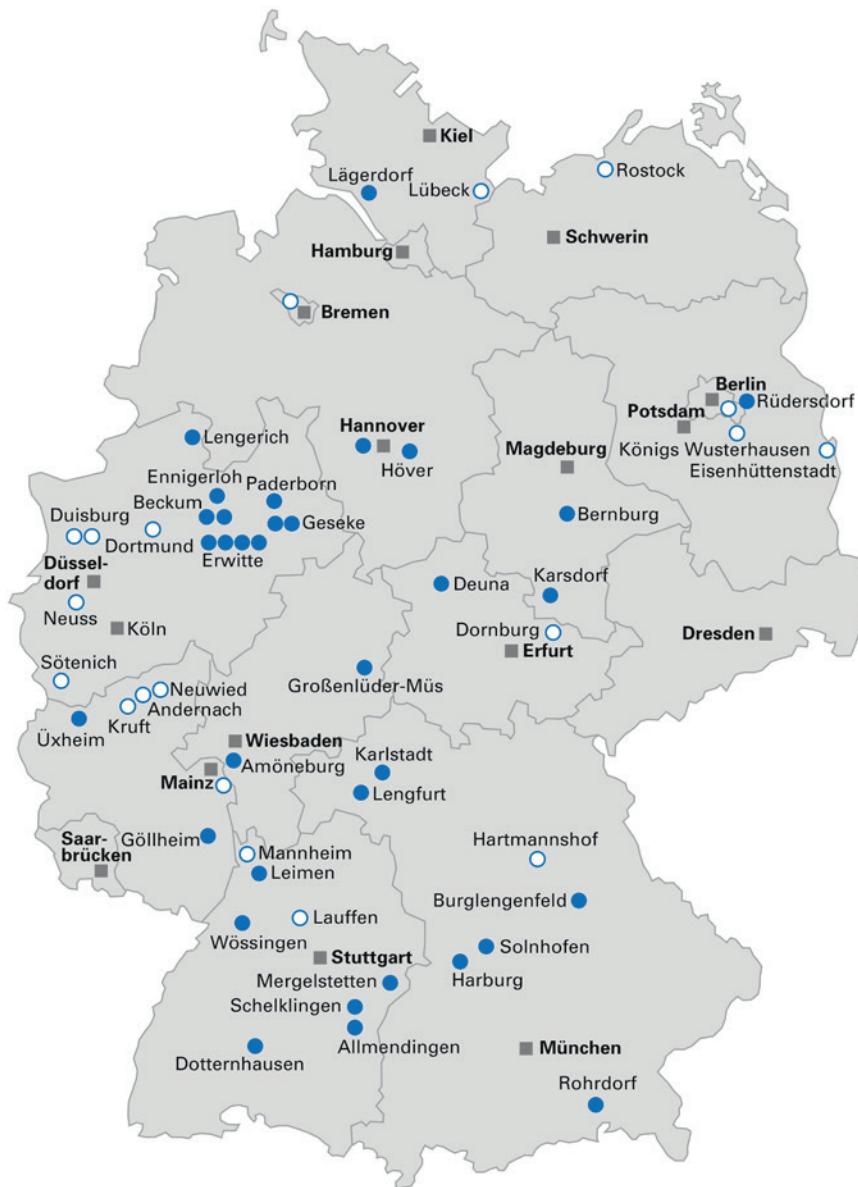 Kiel
Lägerdorf
Lübeck
Rostock
Schwerin
Hamburg
Bremen
Berlin
Rüdersdorf
Potsdam
Königs Wusterhausen
Eisenhüttenstadt
Lengerich
Hannover
Höver
Magdeburg
Ennigerloh
Paderborn
Beckum
Geseke
Duisburg
Dortmund
Erwitte
Bernburg
Düssel-
dorf
Neuss
Köln
Deuna
Karsdorf
Dornburg
Erfurt
Dresden
Sötenich
Neuwied
Andernach
Kruft
Üxheim
Großenlüder-Müs
Wiesbaden
Amöneburg
Mainz
Karlstadt
Lengfurt
Göllheim
Saar-
brücken
Mannheim
Leimen
Hartmannshof
Burglengenfeld
Lauffen
Wössingen
Stuttgart
Solnhofen
Harburg
Mergelstetten
Schelklingen
Allmendingen
Dotternhausen
München
Rohrdorf